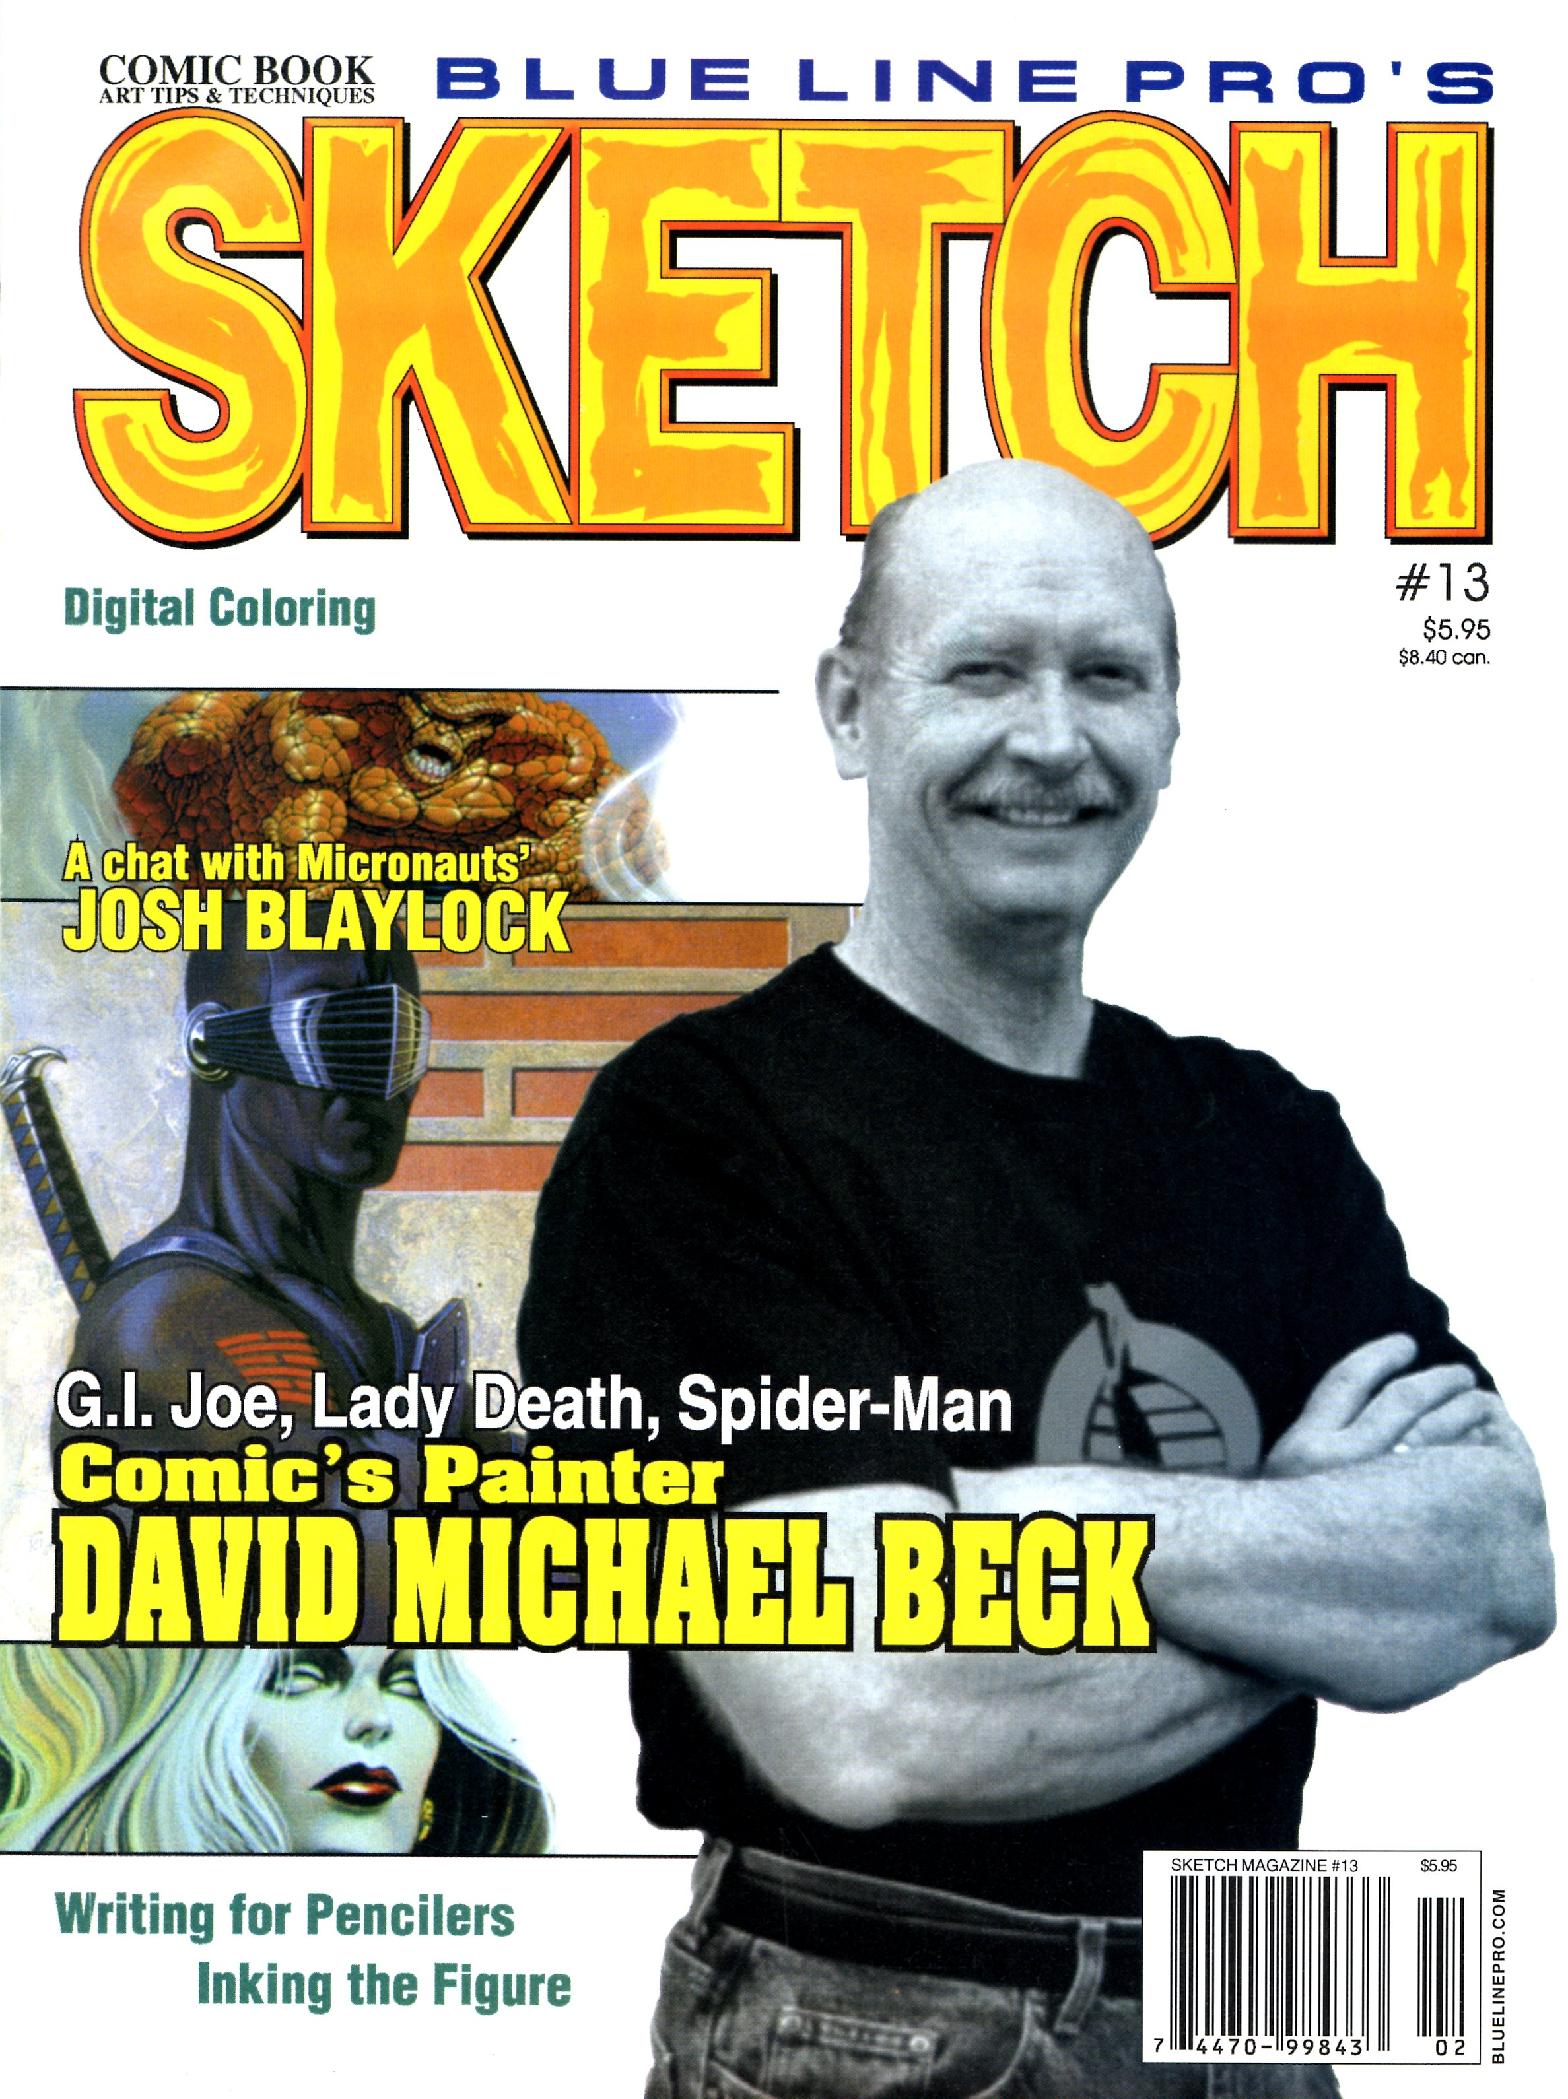 COMIC BOOK
ART TIPS & TECHNIQUES
BLUE LINE PRO'S
SKETCH
#13
$5.95
$8.40 can.
Digital Coloring
A chat with Micronauts'
JOSH BLAYLOCK
G.I. Joe, Lady Death, Spider-Man
Comic's Painter
DAVID MICHAEL BECK
Writing for Pencilers
Inking the Figure
SKETCH MAGAZINE #13 $5.95
7 4470-99843 02
BLUELINEPRO.COM